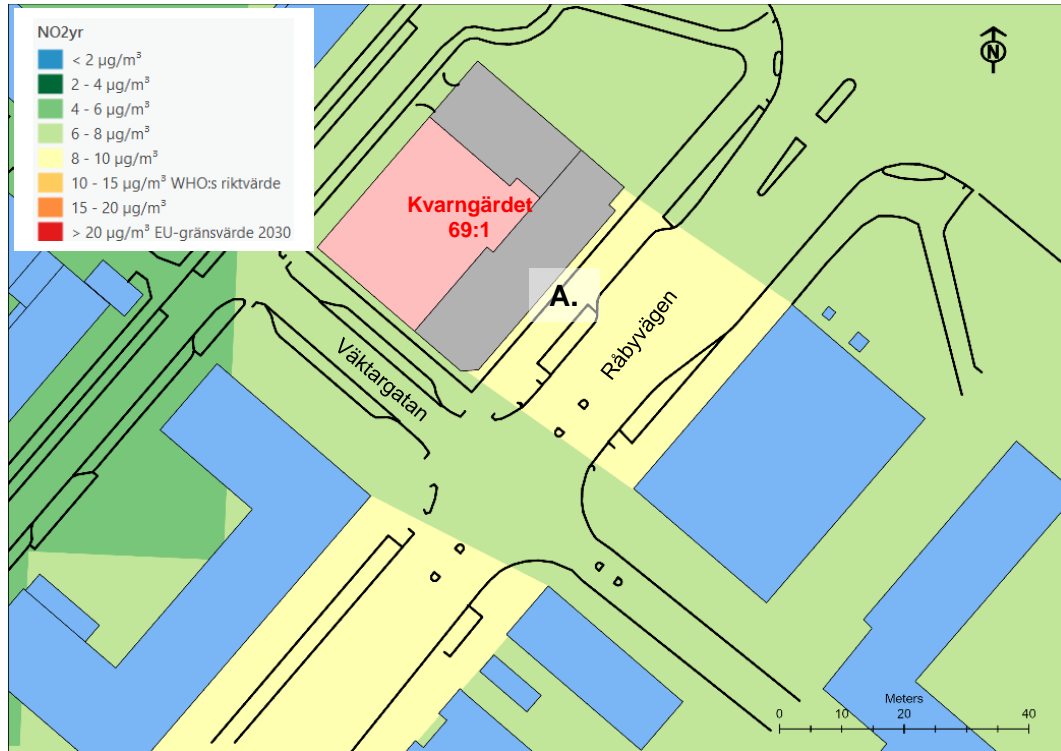 NO2yr
< 2 µg/m³
2 - 4 µg/m³
4 - 6 µg/m³
6 - 8 µg/m³
8 - 10 µg/m³
10 - 15 µg/m³ WHO:s riktvärde
15 - 20 µg/m³
> 20 µg/m³ EU-gränsvärde 2030
N
Kvarngärdet
69:1
A.
Råbyvägen
Väktargatan
Meters
0 10 20 40